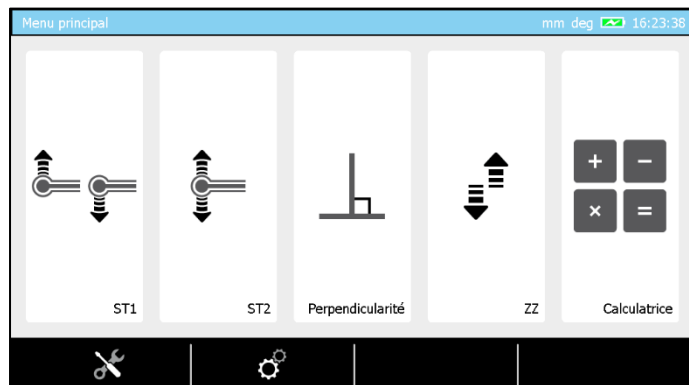 Menu principal mm deg 16:23:38
+ −
× =
ST1 ST2 Perpendicularité ZZ Calculatrice